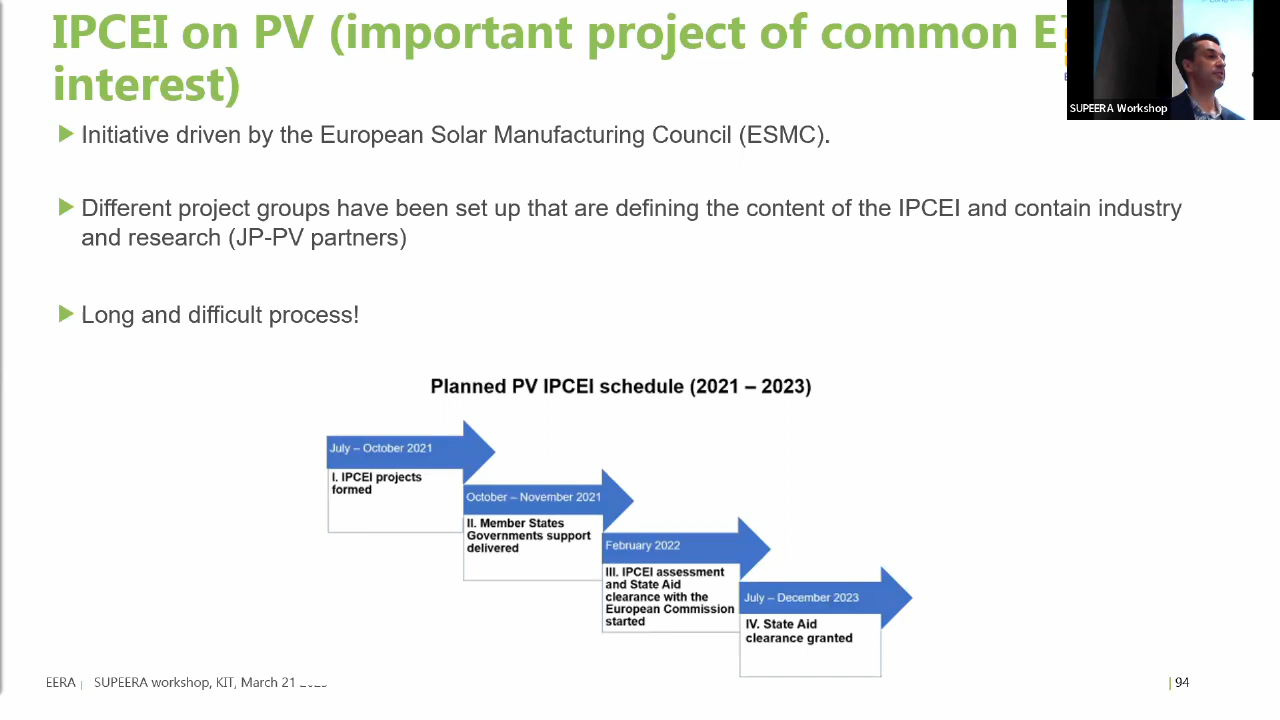 IPCEI on PV (important project of common E
interest)
SUPEERA Workshop
Initiative driven by the European Solar Manufacturing Council (ESMC).
Different project groups have been set up that are defining the content of the IPCEI and contain industry
and research (JP-PV partners)
Long and difficult process!
Planned PV IPCEI schedule (2021 – 2023)
July – October 2021
I. IPCEI projects
formed
October – November 2021
II. Member States
Governments support
delivered
February 2022
III. IPCEI assessment
and State Aid
clearance with the
European Commission
started
July – December 2023
IV. State Aid
clearance granted
EERA | SUPEERA workshop, KIT, March 21
| 94